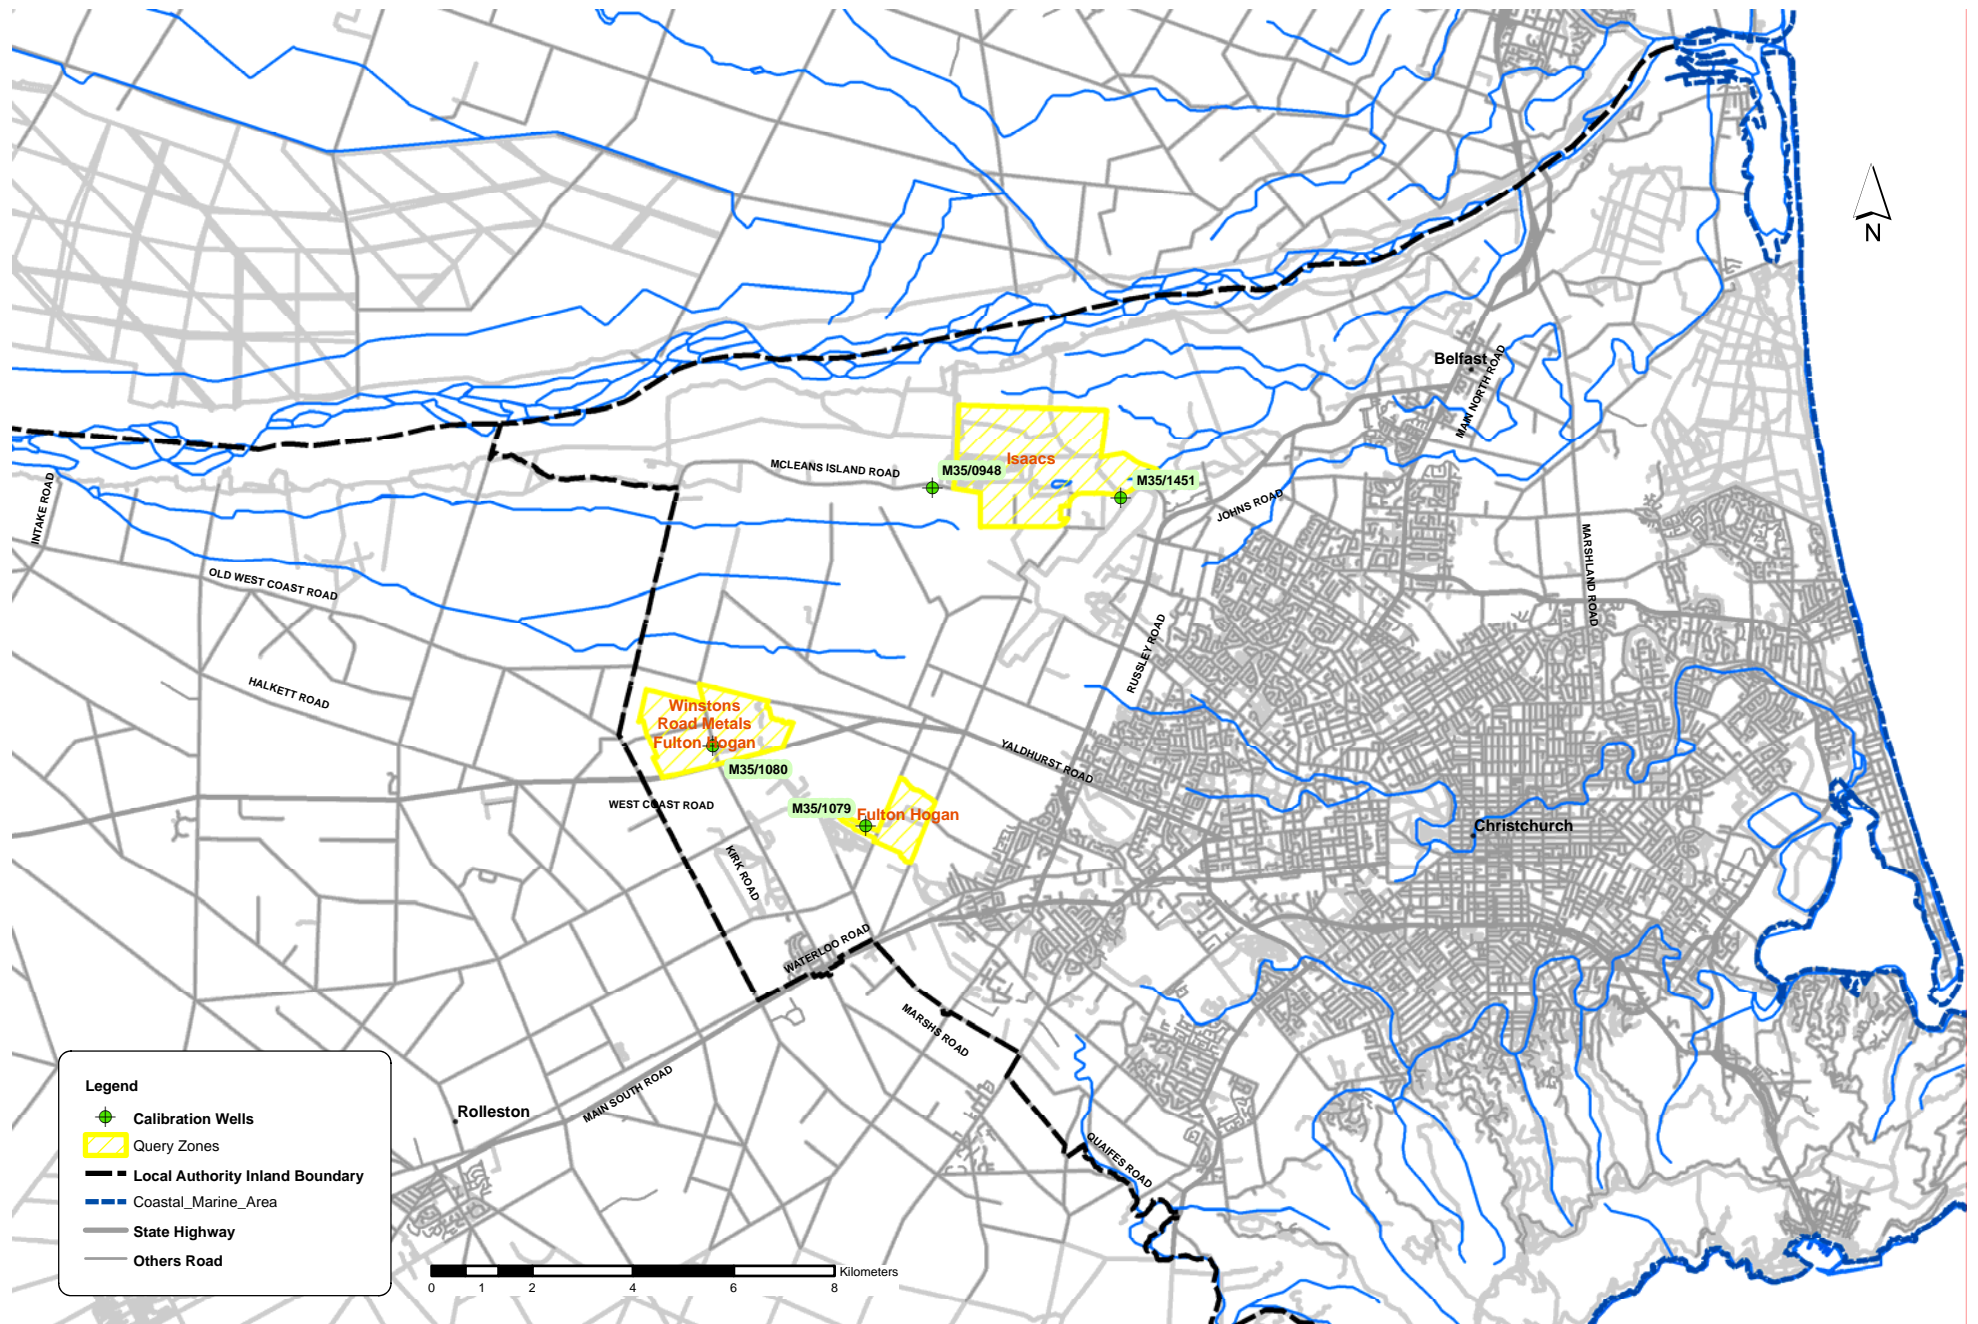 N
Belfast
MAIN NORTH ROAD
Isaacs
MCLEANS ISLAND ROAD
M35/0948
M35/1451
JOHNS ROAD
INTAKE ROAD
MARSHLAND ROAD
OLD WEST COAST ROAD
RUSSLEY ROAD
HALKETT ROAD
Winstons
Road Metals
Fulton Hogan
M35/1080
YALDHURST ROAD
WEST COAST ROAD
M35/1079
Fulton Hogan
Christchurch
KIRK ROAD
WATERLOO ROAD
MARSHS ROAD
MAIN SOUTH ROAD
Rolleston
QUAIFES ROAD
Legend
Calibration Wells
Query Zones
Local Authority Inland Boundary
Coastal_Marine_Area
State Highway
Others Road
Kilometers
0 1 2 4 6 8